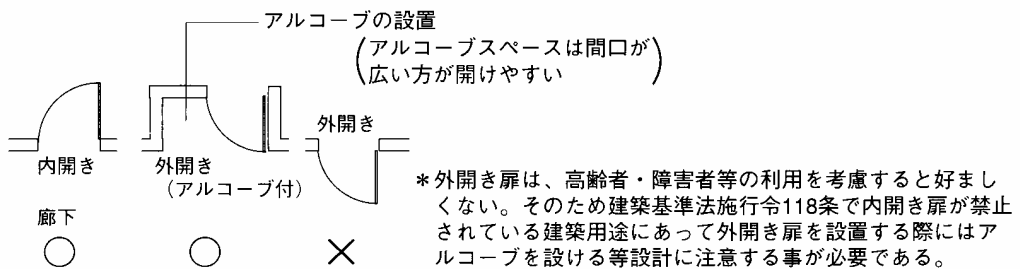 アルコーブの設置
(アルコーブスペースは間口が
広い方が開けやすい)
内開き
外開き
(アルコーブ付)
外開き
廊下
○ ○ ×
*外開き扉は、高齢者・障害者等の利用を考慮すると好まし
くない。そのため建築基準法施行令118条で内開き扉が禁止
されている建築用途にあって外開き扉を設置する際にはア
ルコーブを設ける等設計に注意する事が必要である。